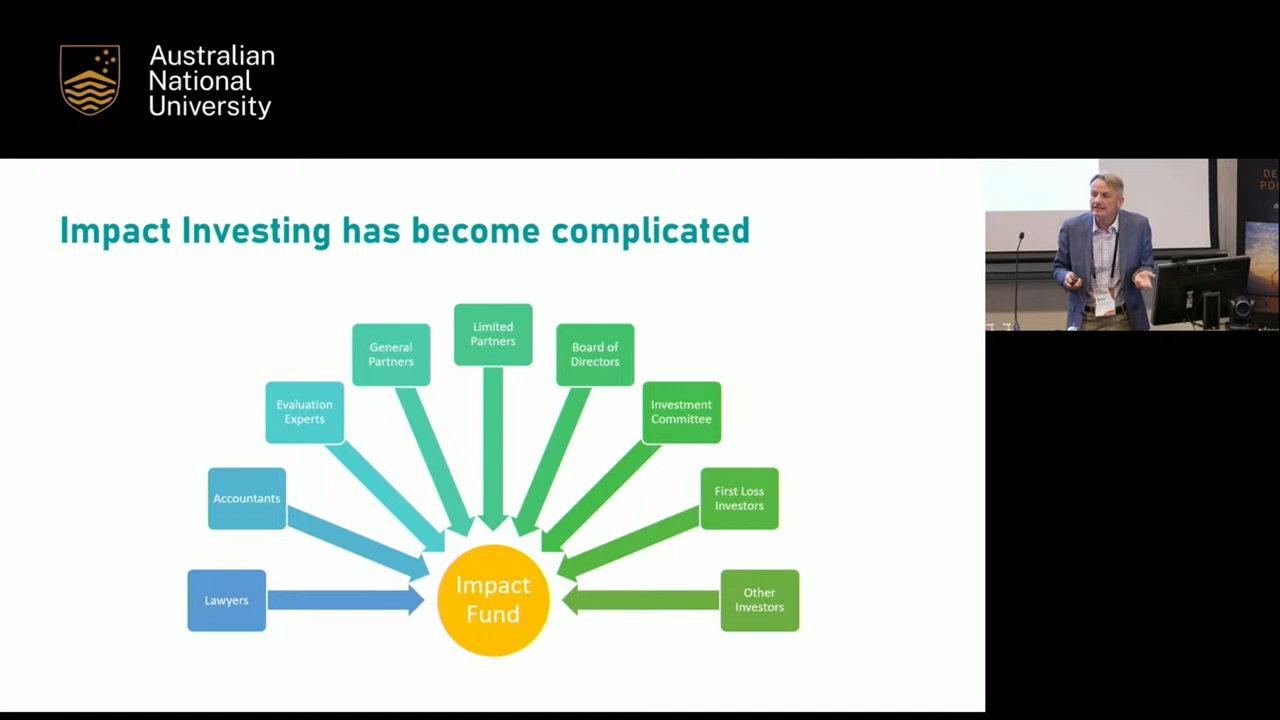 Australian
National
University
Impact Investing has become complicated
Limited
Partners
General
Partners
Board of
Directors
Evaluation
Experts
Investment
Committee
Accountants
First Loss
Investors
Lawyers
Other
Investors
Impact
Fund